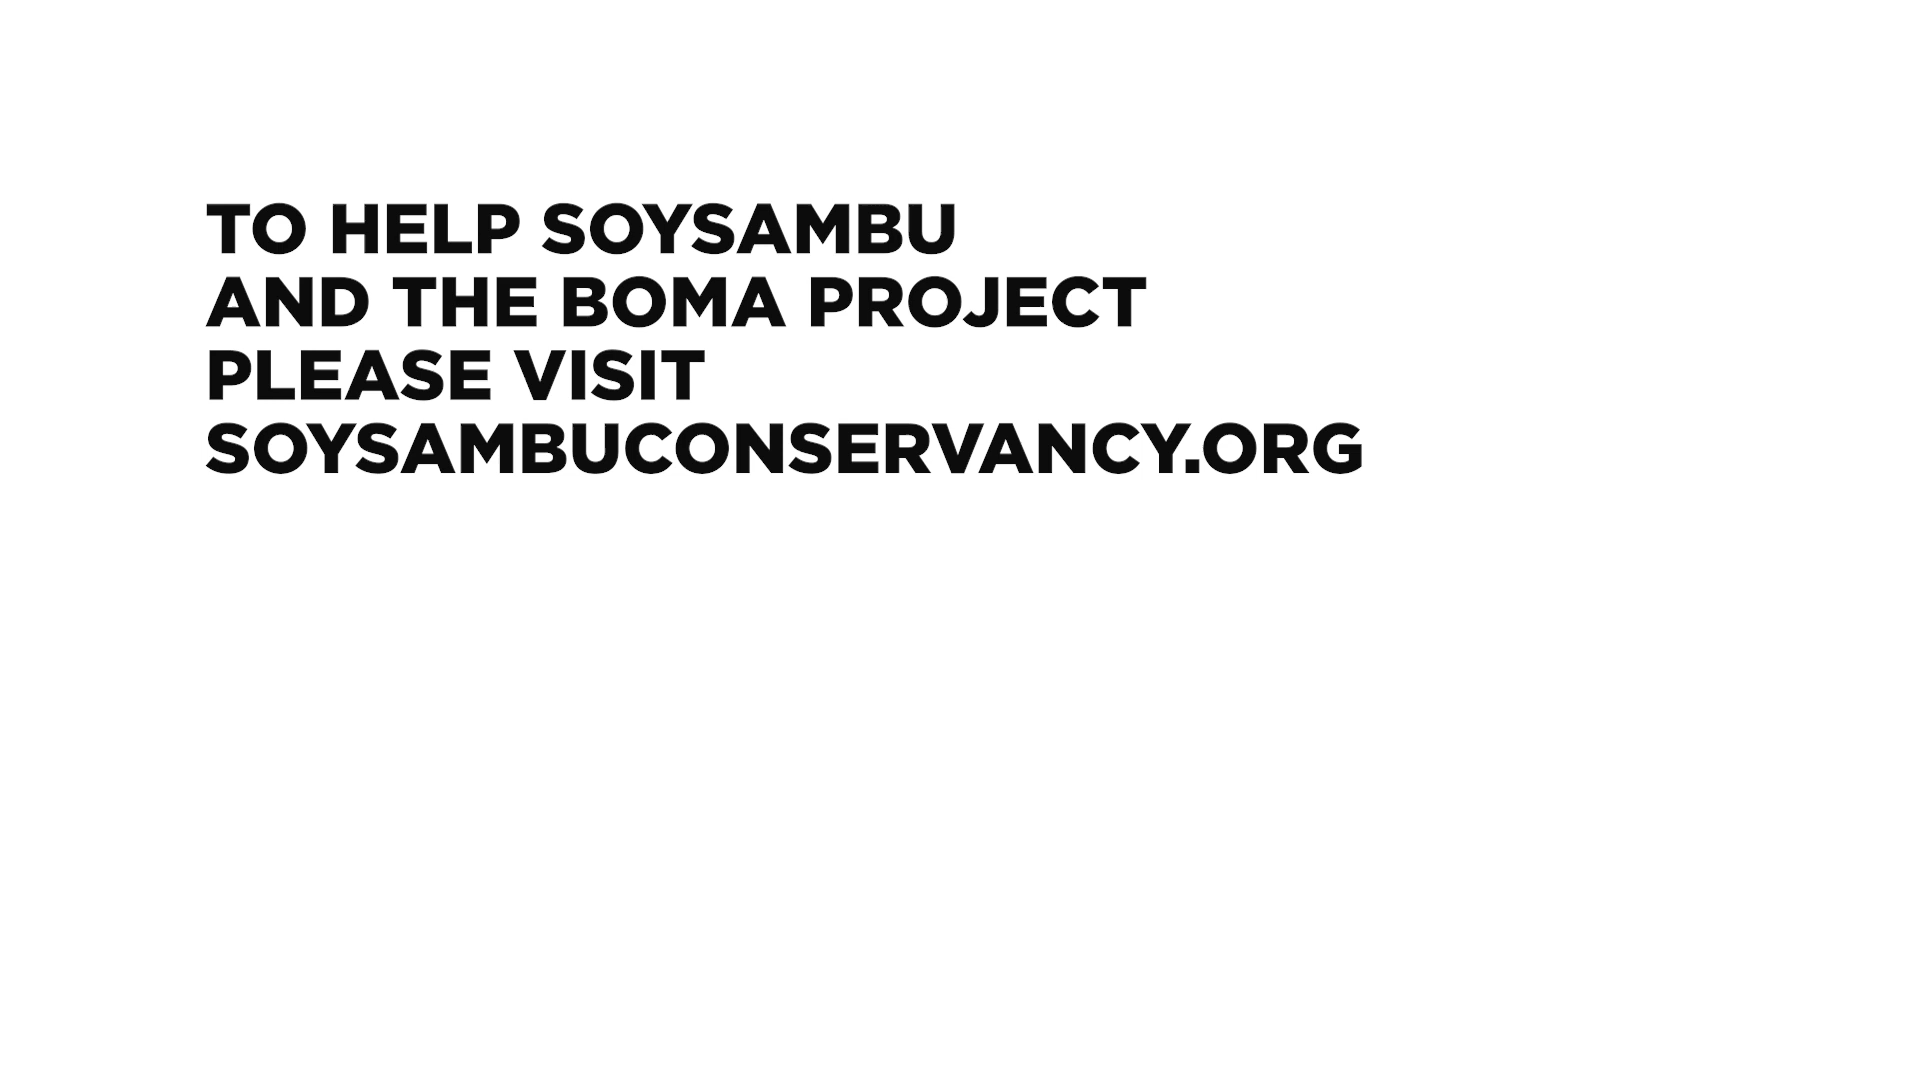 TO HELP SOYSAMBU
AND THE BOMA PROJECT
PLEASE VISIT
SOYSAMBUCONSERVANCY.ORG